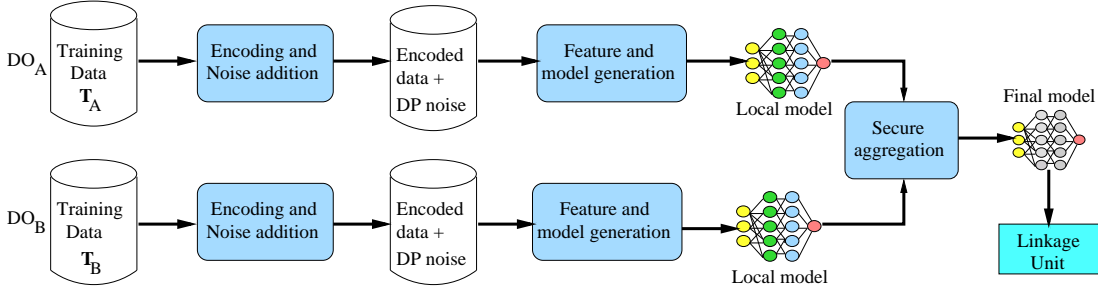 DO_A
Training
Data
T_A
Encoding and
Noise addition
Encoded
data +
DP noise
Feature and
model generation
Local model
Secure
aggregation
Final model
DO_B
Training
Data
T_B
Encoding and
Noise addition
Encoded
data +
DP noise
Feature and
model generation
Local model
Linkage
Unit